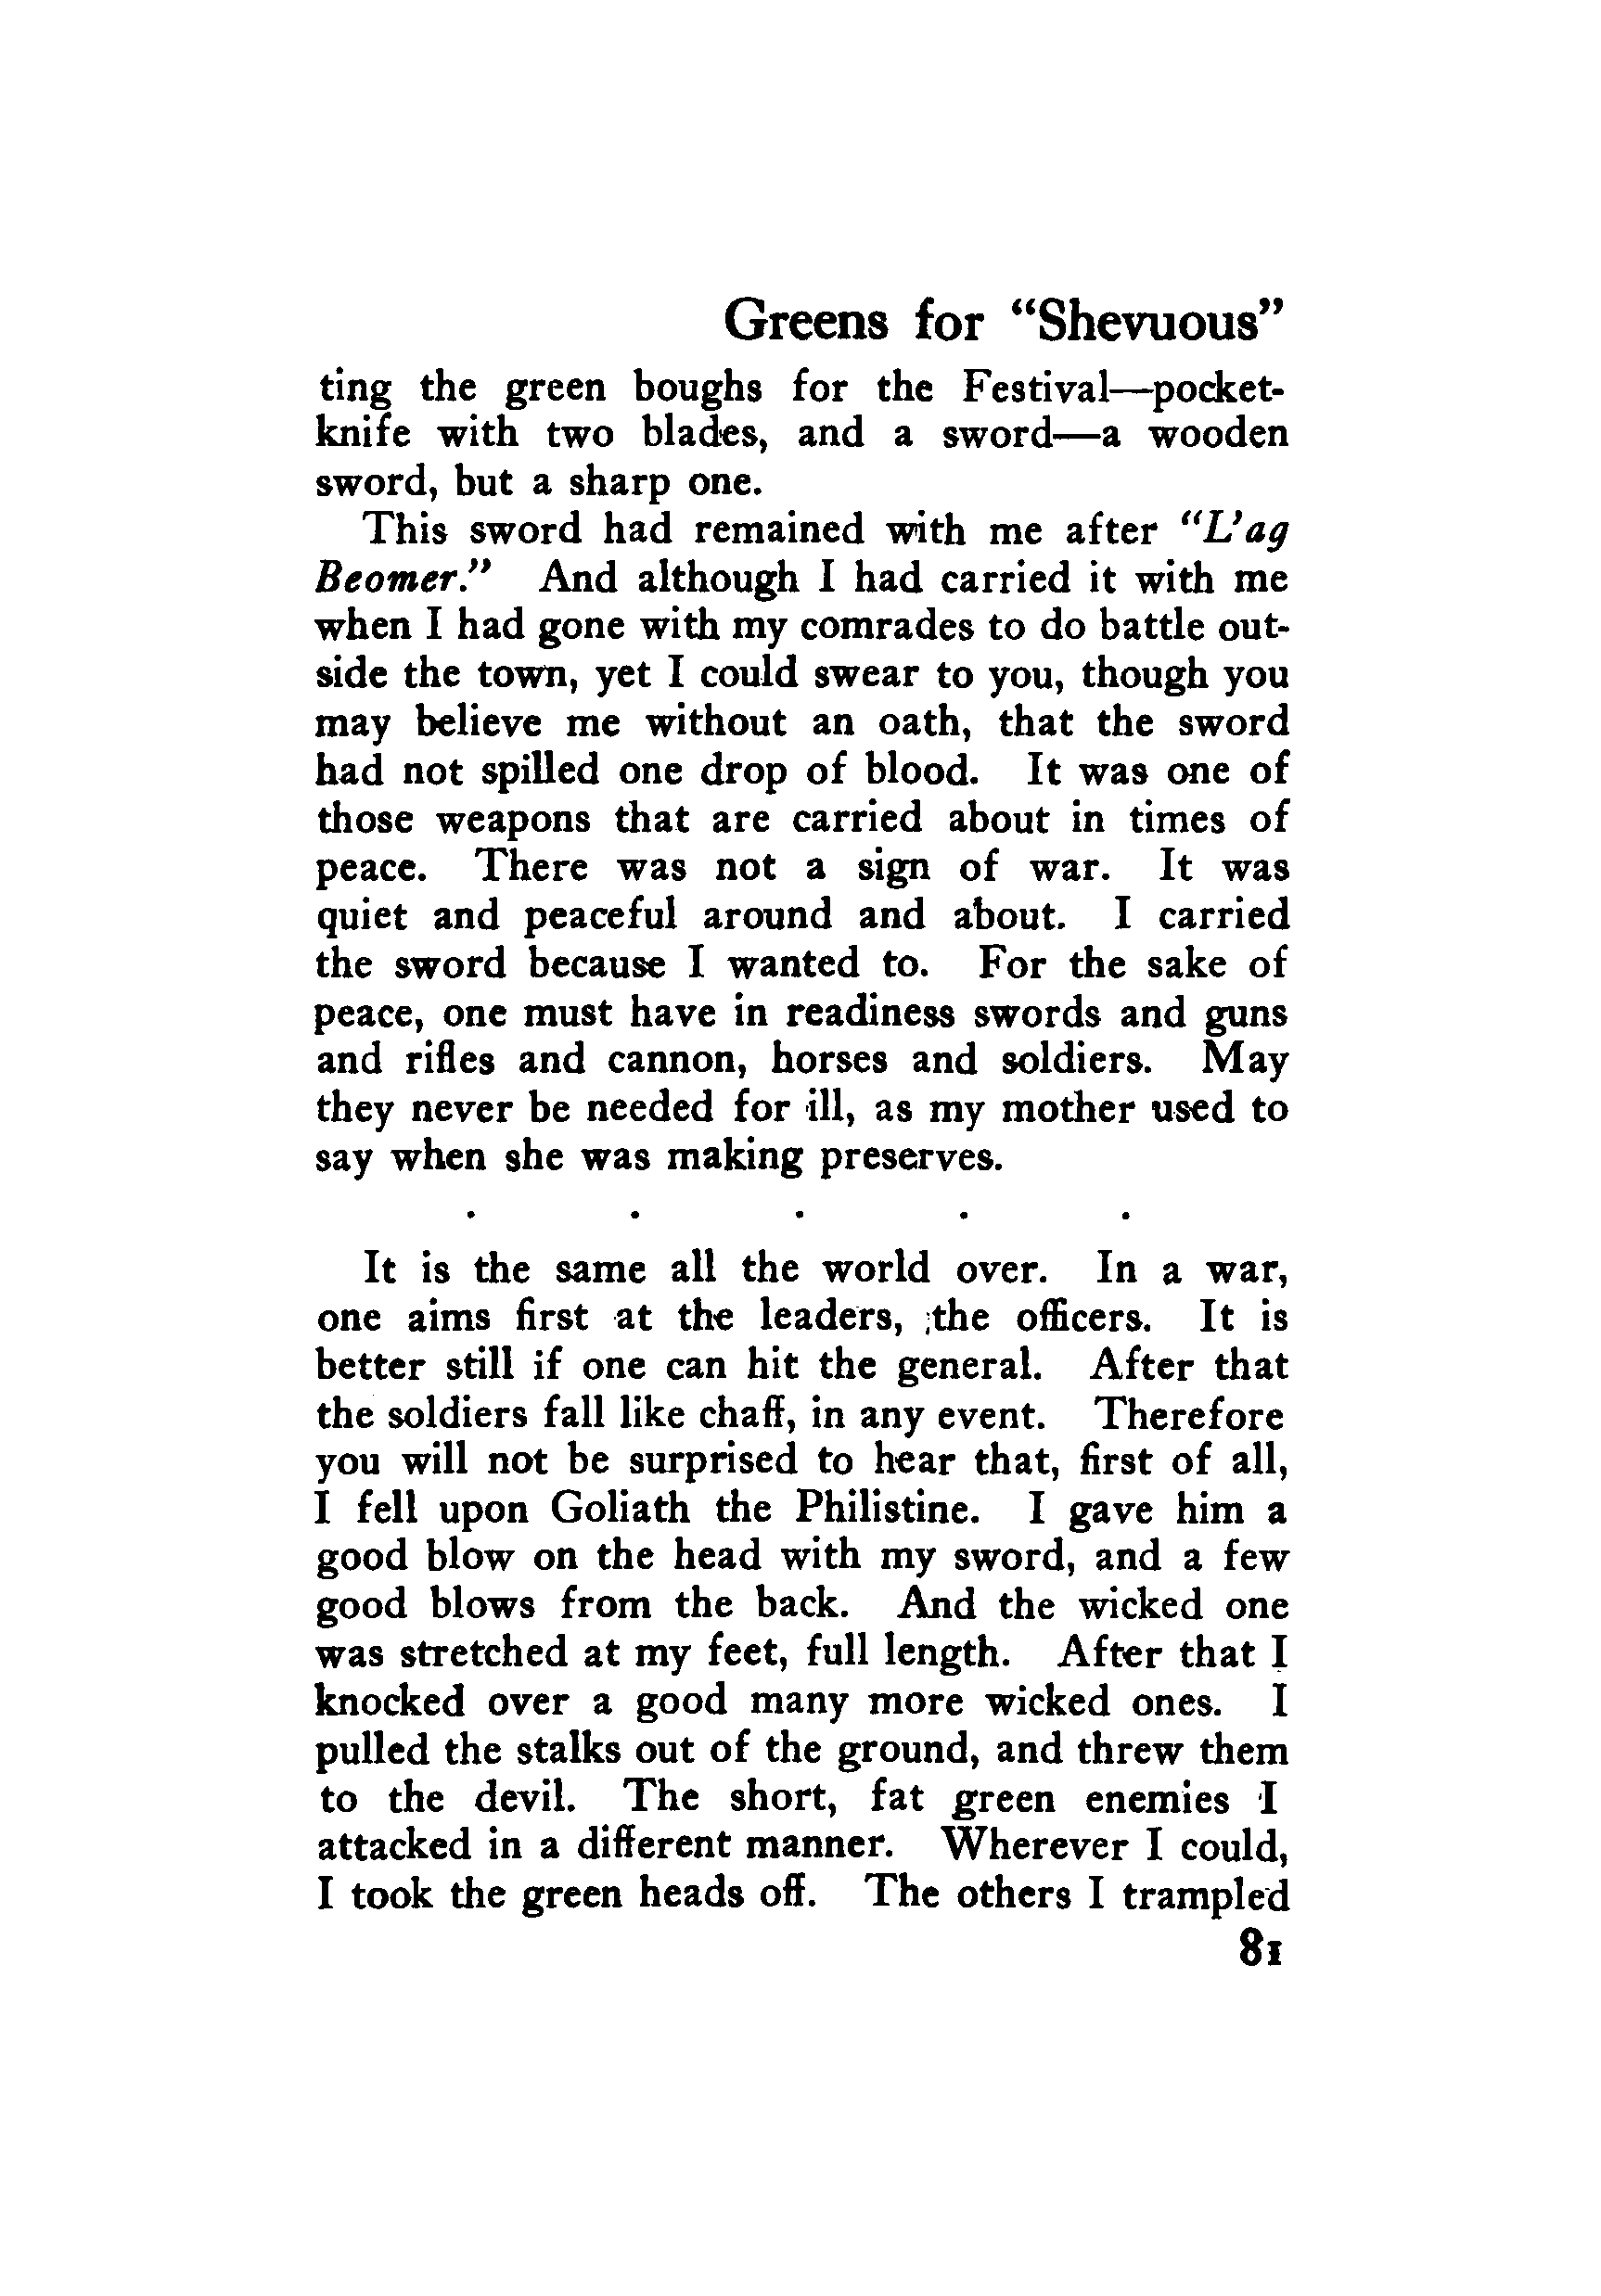 Greens for “Shevuous”
ting the green boughs for the Festival—pocket-
knife with two blades, and a sword—a wooden
sword, but a sharp one.
This sword had remained with me after “L’ag
Beomer.” And although I had carried it with me
when I had gone with my comrades to do battle out-
side the town, yet I could swear to you, though you
may believe me without an oath, that the sword
had not spilled one drop of blood. It was one of
those weapons that are carried about in times of
peace. There was not a sign of war. It was
quiet and peaceful around and about. I carried
the sword because I wanted to. For the sake of
peace, one must have in readiness swords and guns
and rifles and cannon, horses and soldiers. May
they never be needed for ill, as my mother used to
say when she was making preserves.
. . . . .
It is the same all the world over. In a war,
one aims first at the leaders, the officers. It is
better still if one can hit the general. After that
the soldiers fall like chaff, in any event. Therefore
you will not be surprised to hear that, first of all,
I fell upon Goliath the Philistine. I gave him a
good blow on the head with my sword, and a few
good blows from the back. And the wicked one
was stretched at my feet, full length. After that I
knocked over a good many more wicked ones. I
pulled the stalks out of the ground, and threw them
to the devil. The short, fat green enemies I
attacked in a different manner. Wherever I could,
I took the green heads off. The others I trampled
81